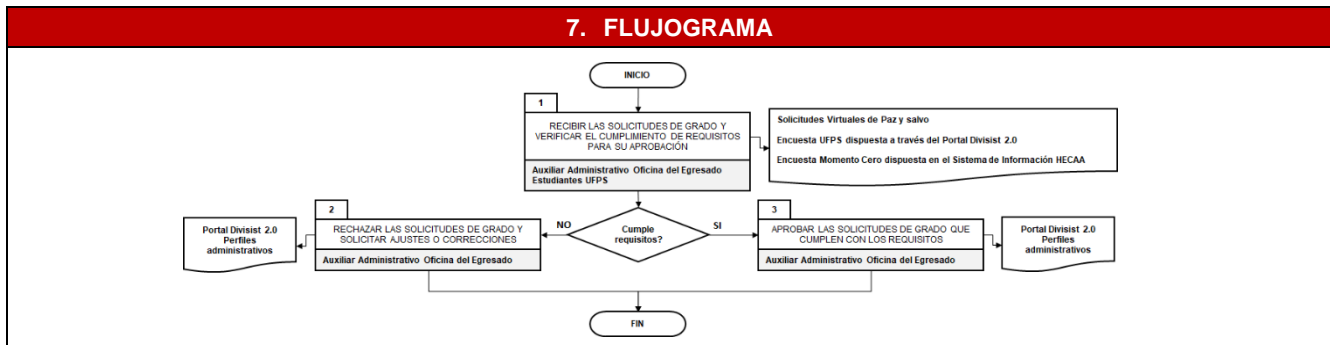 7. FLUJOGRAMA
INICIO
1
RECIBIR LAS SOLICITUDES DE GRADO Y
VERIFICAR EL CUMPLIMIENTO DE REQUISITOS
PARA SU APROBACIÓN
Auxiliar Administrativo Oficina del Egresado
Estudiantes UFPS
Solicitudes Virtuales de Paz y salvo
Encuesta UFPS dispuesta a través del Portal Divisist 2.0
Encuesta Momento Cero dispuesta en el Sistema de Información HECAA
Cumple
requisitos?
NO
2
RECHAZAR LAS SOLICITUDES DE GRADO Y
SOLICITAR AJUSTES O CORRECCIONES
Auxiliar Administrativo Oficina del Egresado
Portal Divisist 2.0
Perfiles
administrativos
SI
3
APROBAR LAS SOLICITUDES DE GRADO QUE
CUMPLEN CON LOS REQUISITOS
Auxiliar Administrativo Oficina del Egresado
Portal Divisist 2.0
Perfiles
administrativos
FIN